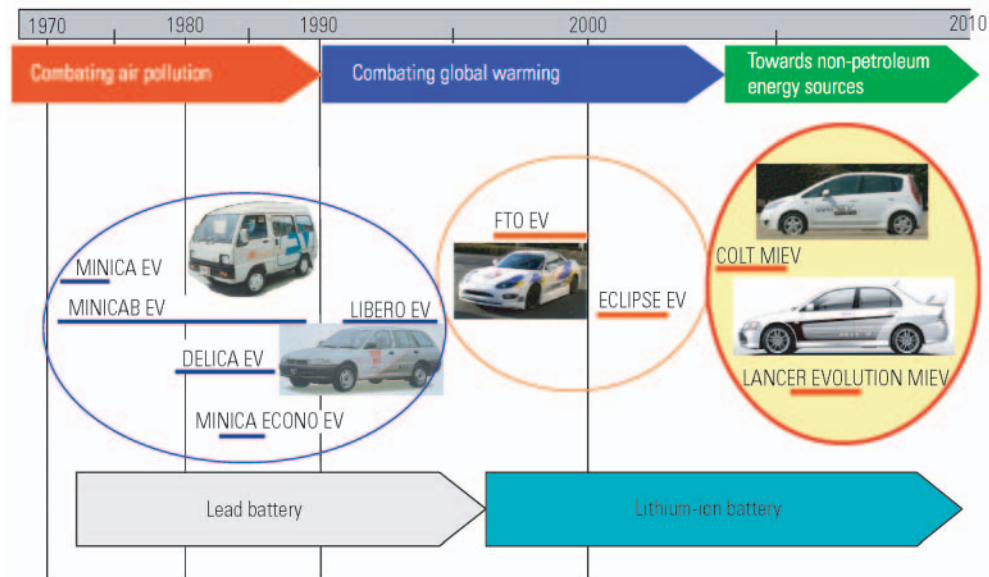 1970 1980 1990 2000 2010
Combating air pollution
Combating global warming
Towards non-petroleum
energy sources
FTO EV
MINICA EV
COLT MIEV
MINICAB EV
LIBERO EV
ECLIPSE EV
DELICA EV
LANCER EVOLUTION MIEV
MINICA ECONO EV
Lead battery
Lithium-ion battery